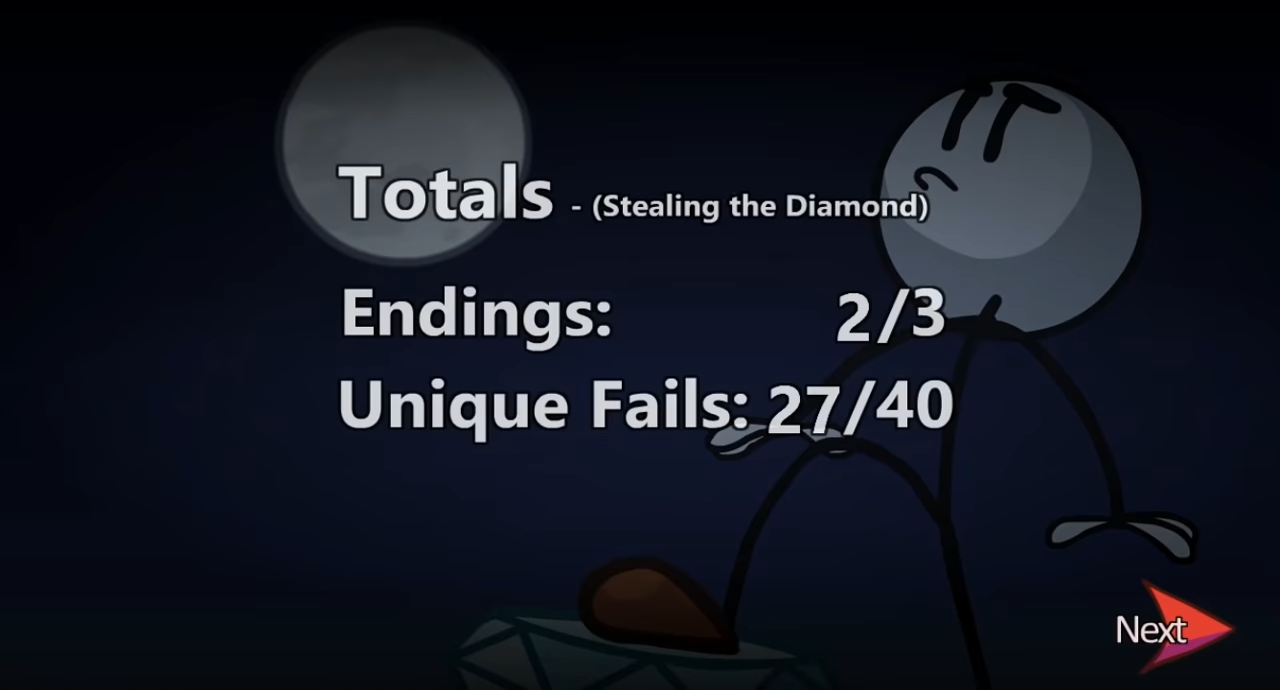 Totals - (Stealing the Diamond)
Endings: 2/3
Unique Fails: 27/40
Next